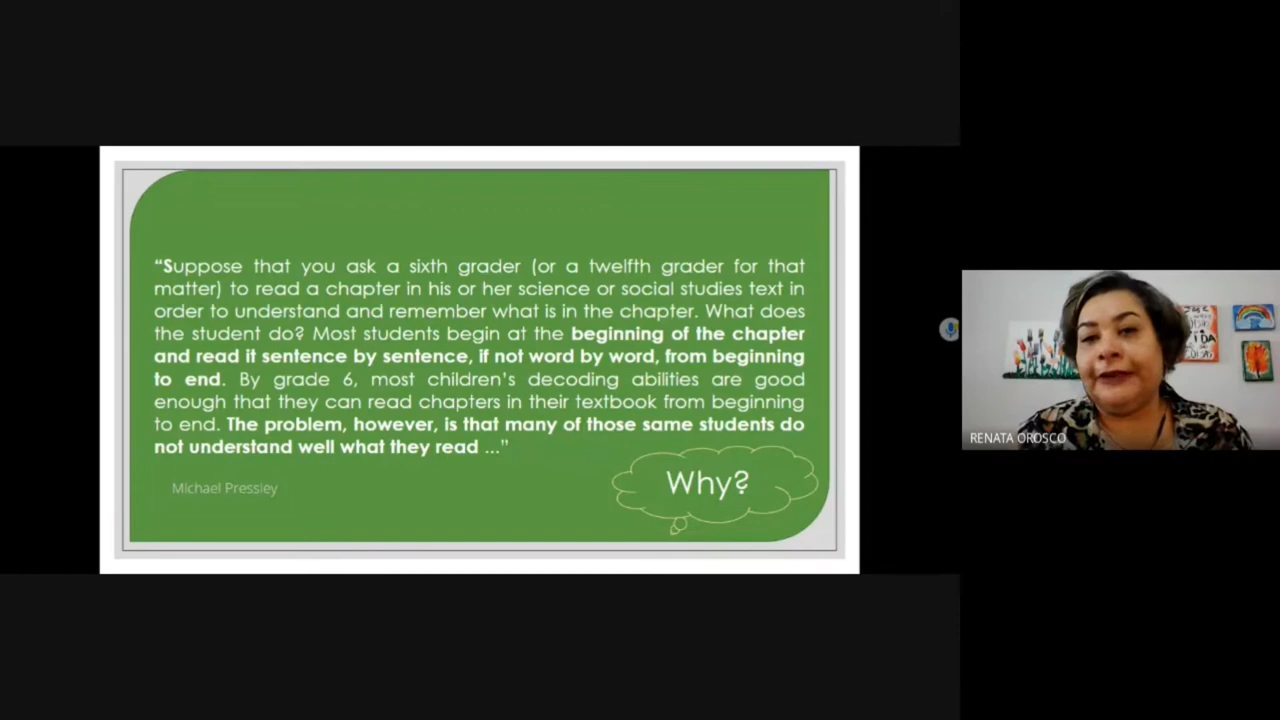 “Suppose that you ask a sixth grader (or a twelfth grader for that
matter) to read a chapter in his or her science or social studies text in
order to understand and remember what is in the chapter. What does
the student do? Most students begin at the beginning of the chapter
and read it sentence by sentence, if not word by word, from beginning
to end. By grade 6, most children’s decoding abilities are good
enough that they can read chapters in their textbook from beginning
to end. The problem, however, is that many of those same students do
not understand well what they read ...”
Michael Pressley
Why?
RENATA OROSCO